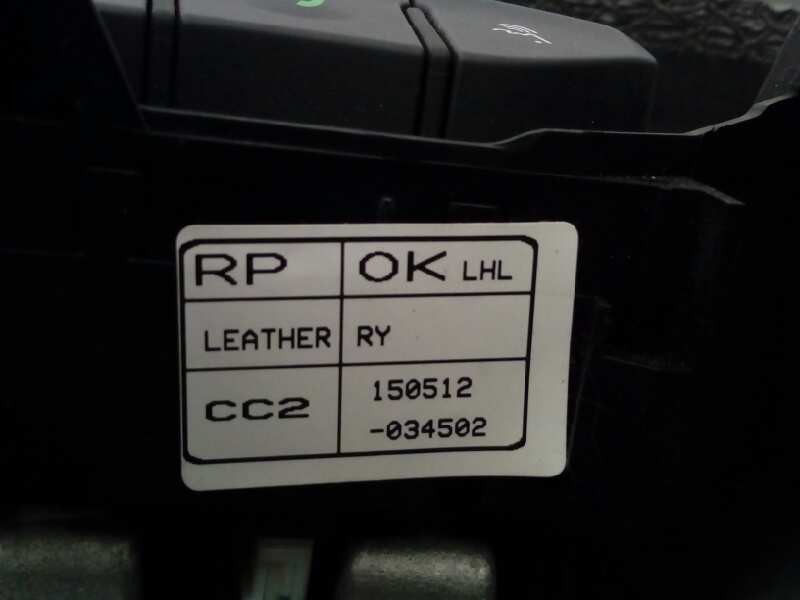 RP OK LHL
LEATHER RY
CC2 150512
-034502